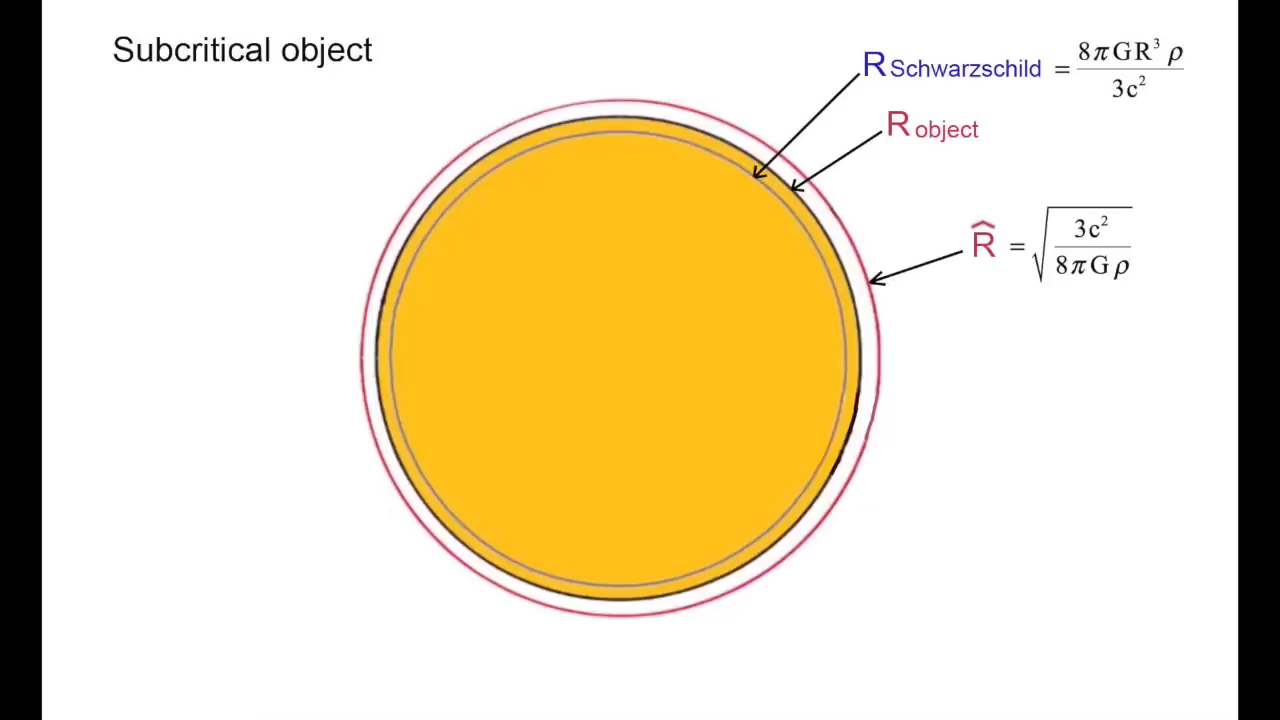 Subcritical object
R Schwarzschild = 8πGR³ρ / 3c²
R object
R̂ = √(3c² / 8πGρ)